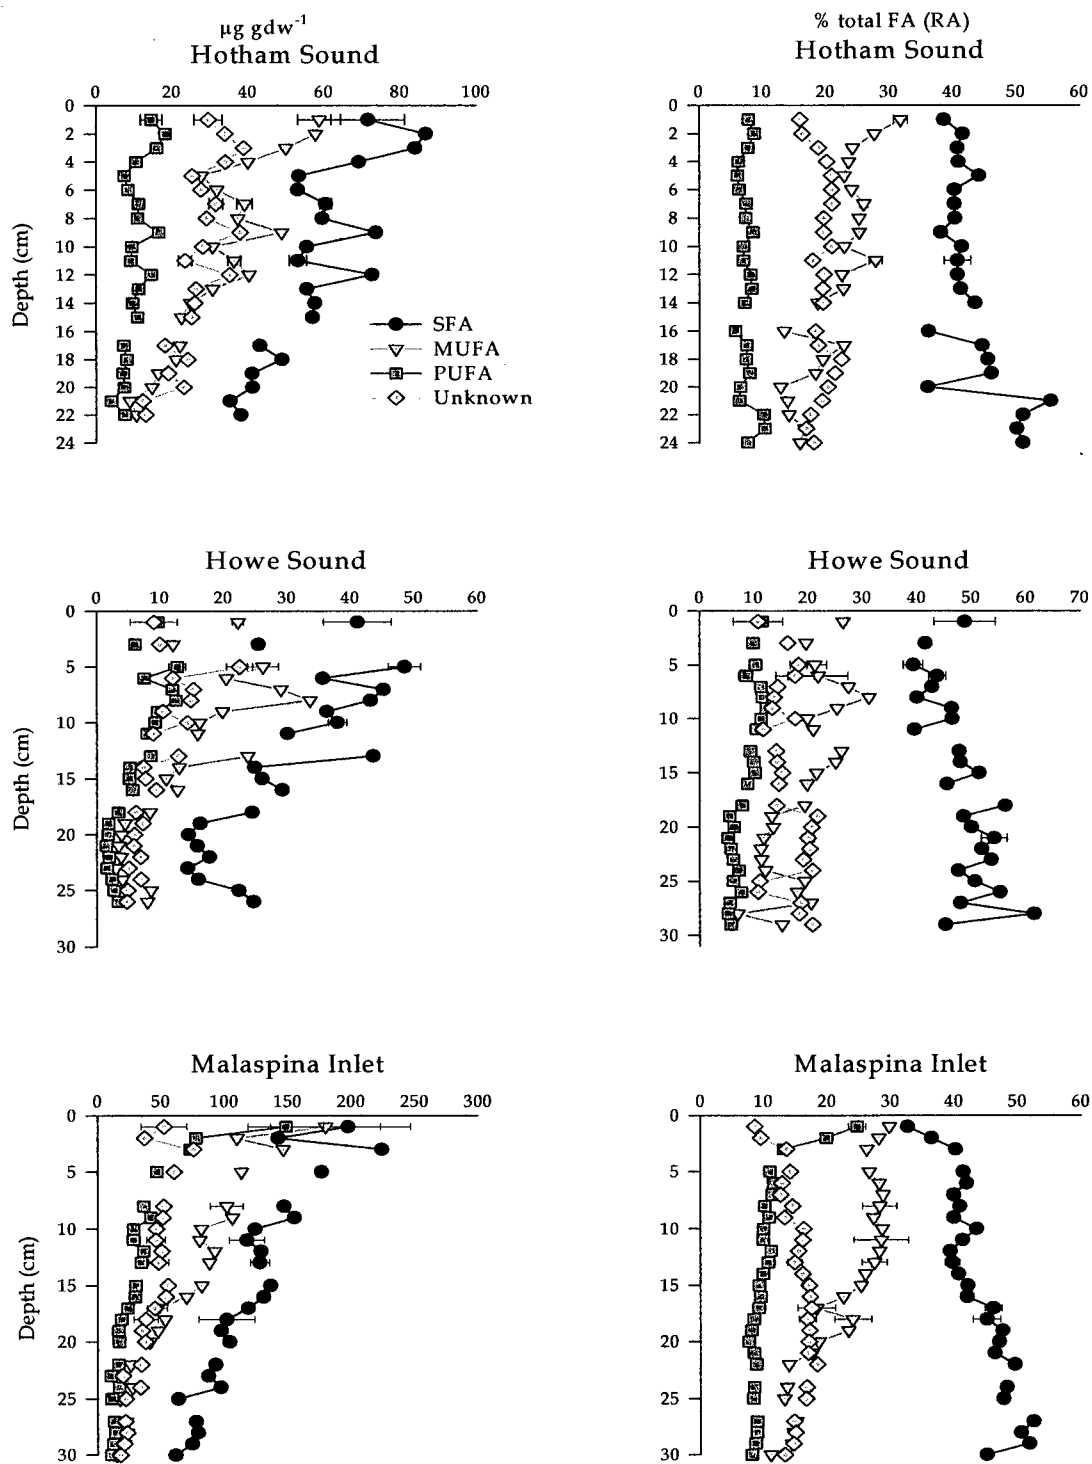 µg gdw⁻¹
Hotham Sound
0 20 40 60 80 100
Depth (cm)
0
2
4
6
8
10
12
14
16
18
20
22
24
SFA
MUFA
PUFA
Unknown
% total FA (RA)
Hotham Sound
0 10 20 30 40 50 60
0
2
4
6
8
10
12
14
16
18
20
22
24
Howe Sound
0 10 20 30 40 50 60
Depth (cm)
0
5
10
15
20
25
30
Howe Sound
0 10 20 30 40 50 60 70
0
5
10
15
20
25
30
Malaspina Inlet
0 50 100 150 200 250 300
Depth (cm)
0
5
10
15
20
25
30
Malaspina Inlet
0 10 20 30 40 50 60
0
5
10
15
20
25
30